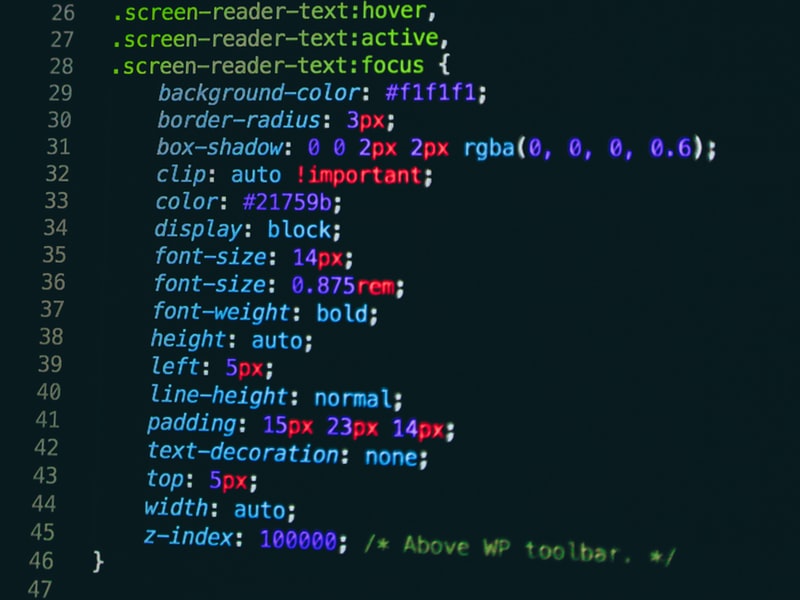 26 .screen-reader-text:hover,
27 .screen-reader-text:active,
28 .screen-reader-text:focus {
29 background-color: #f1f1f1;
30 border-radius: 3px;
31 box-shadow: 0 0 2px 2px rgba(0, 0, 0, 0.6);
32 clip: auto !important;
33 color: #21759b;
34 display: block;
35 font-size: 14px;
36 font-size: 0.875rem;
37 font-weight: bold;
38 height: auto;
39 left: 5px;
40 line-height: normal;
41 padding: 15px 23px 14px;
42 text-decoration: none;
43 top: 5px;
44 width: auto;
45 z-index: 100000; /* Above WP toolbar. */
46 }
47